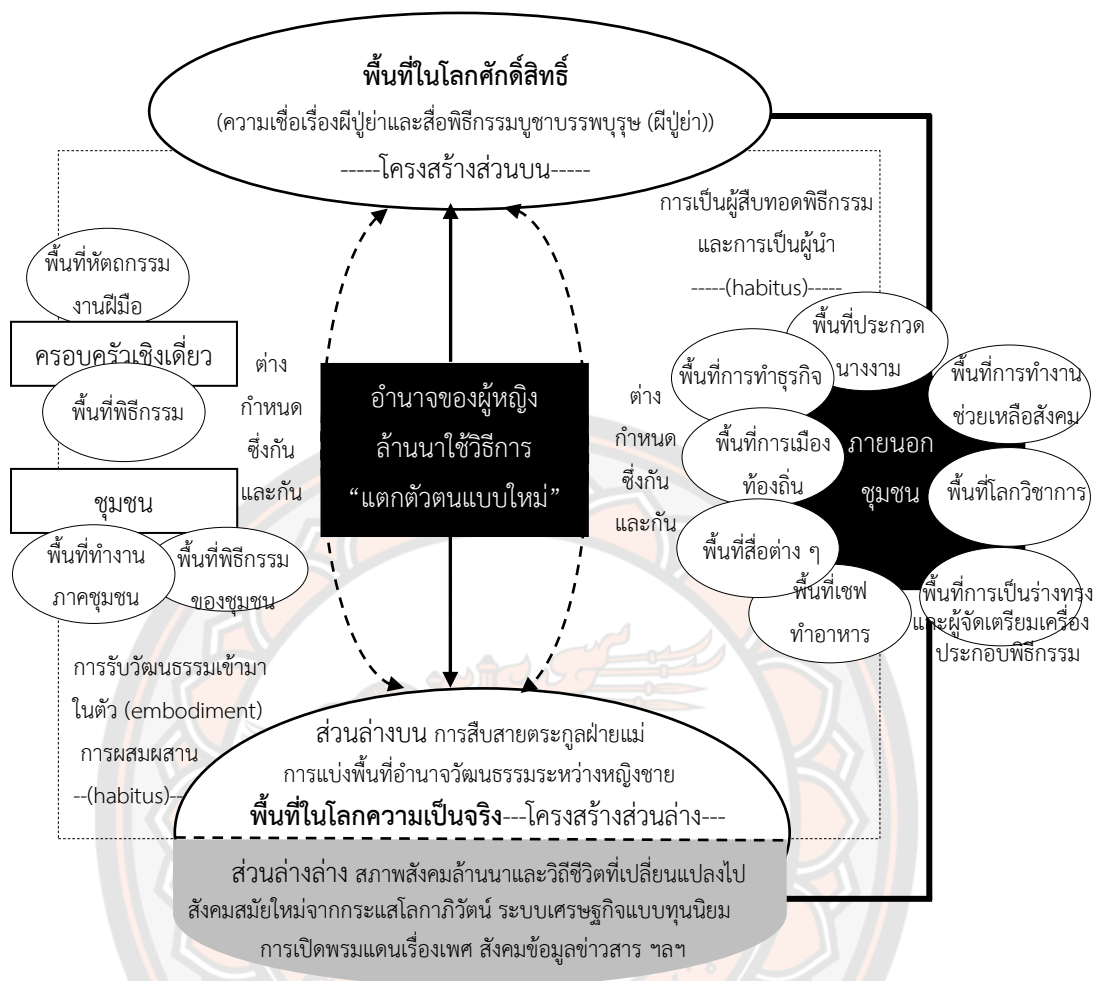 พื้นที่ในโลกศักดิ์สิทธิ์
(ความเชื่อเรื่องผีปู่ย่าและสื่อพิธีกรรมบูชาบรรพบุรุษ (ผีปู่ย่า))
-----โครงสร้างส่วนบน-----
การเป็นผู้สืบทอดพิธีกรรม
และการเป็นผู้นำ
-----(habitus)-----
พื้นที่หัตถกรรม
งานฝีมือ
ครอบครัวเชิงเดี่ยว
พื้นที่พิธีกรรม
ชุมชน
พื้นที่ทำงาน
ภาคชุมชน
พื้นที่พิธีกรรม
ของชุมชน
ต่าง
กำหนด
ซึ่งกัน
และกัน
อำนาจของผู้หญิง
ล้านนาใช้วิธีการ
“แตกตัวตนแบบใหม่”
ต่าง
กำหนด
ซึ่งกัน
และกัน
พื้นที่ประกวด
นางงาม
พื้นที่การทำธุรกิจ
พื้นที่การทำงาน
ช่วยเหลือสังคม
พื้นที่การเมือง
ท้องถิ่น
ภายนอก
ชุมชน
พื้นที่โลกวิชาการ
พื้นที่สื่อต่าง ๆ
พื้นที่เชฟ
ทำอาหาร
พื้นที่การเป็นร่างทรง
และผู้จัดเตรียมเครื่อง
ประกอบพิธีกรรม
การรับวัฒนธรรมเข้ามา
ในตัว (embodiment)
การผสมผสาน
--(habitus)--
ส่วนล่างบน การสืบสายตระกูลฝ่ายแม่
การแบ่งพื้นที่อำนาจวัฒนธรรมระหว่างหญิงชาย
พื้นที่ในโลกความเป็นจริง---โครงสร้างส่วนล่าง---
ส่วนล่างล่าง สภาพสังคมล้านนาและวิถีชีวิตที่เปลี่ยนแปลงไป
สังคมสมัยใหม่จากกระแสโลกาภิวัตน์ ระบบเศรษฐกิจแบบทุนนิยม
การเปิดพรมแดนเรื่องเพศ สังคมข้อมูลข่าวสาร ฯลฯ